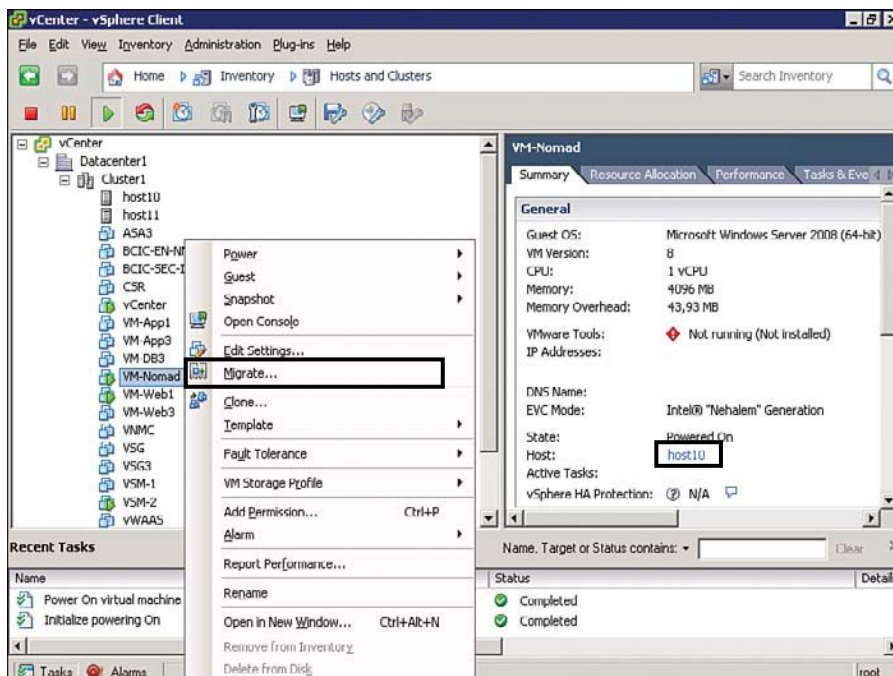 vCenter - vSphere Client
File Edit View Inventory Administration Plug-ins Help
Home Inventory Hosts and Clusters Search Inventory
vCenter
Datacenter1
Cluster1
host10
host11
ASA3
BCIC-EN-NM
BCIC-SEC-I
CSR
vCenter
VM-App1
VM-App3
VM-DB3
VM-Nomad
VM-Web1
VM-Web3
VNMC
VSG
VSG3
VSM-1
VSM-2
vWAAS
Power
Guest
Snapshot
Open Console
Edit Settings...
Migrate...
Clone...
Template
Fault Tolerance
VM Storage Profile
Add Permission... Ctrl+P
Alarm
Report Performance...
Rename
Open in New Window... Ctrl+Alt+N
Remove from Inventory
Delete from Disk
VM-Nomad
Summary Resource Allocation Performance Tasks & Eve
General
Guest OS: Microsoft Windows Server 2008 (64-bit)
VM Version: 8
CPU: 1 vCPU
Memory: 4096 MB
Memory Overhead: 43,93 MB
VMware Tools: Not running (Not installed)
IP Addresses:
DNS Name:
EVC Mode: Intel® "Nehalem" Generation
State: Powered On
Host: host10
Active Tasks:
vSphere HA Protection: N/A
Recent Tasks Name, Target or Status contains: Clear
Name Status Detail
Power On virtual machine Completed
Initialize powering On Completed
Tasks Alarms root